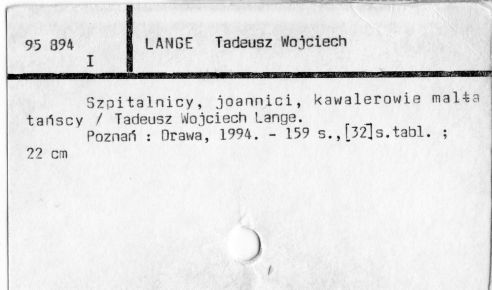 95 894
I
LANGE Tadeusz Wojciech
Szpitalnicy, joannici, kawalerowie malta
tańscy / Tadeusz Wojciech Lange.
Poznań : Drawa, 1994. - 159 s.,[32]s.tabl. ;
22 cm